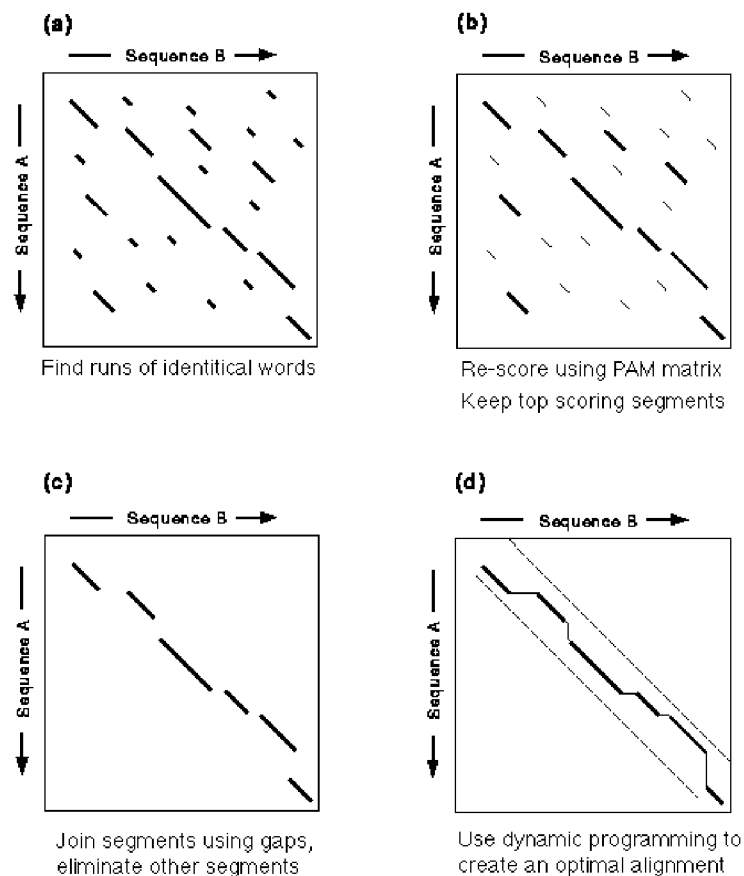 (a)
Sequence B
Sequence A
Find runs of identitical words
(b)
Sequence B
Sequence A
Re-score using PAM matrix
Keep top scoring segments
(c)
Sequence B
Sequence A
Join segments using gaps,
eliminate other segments
(d)
Sequence B
Sequence A
Use dynamic programming to
create an optimal alignment